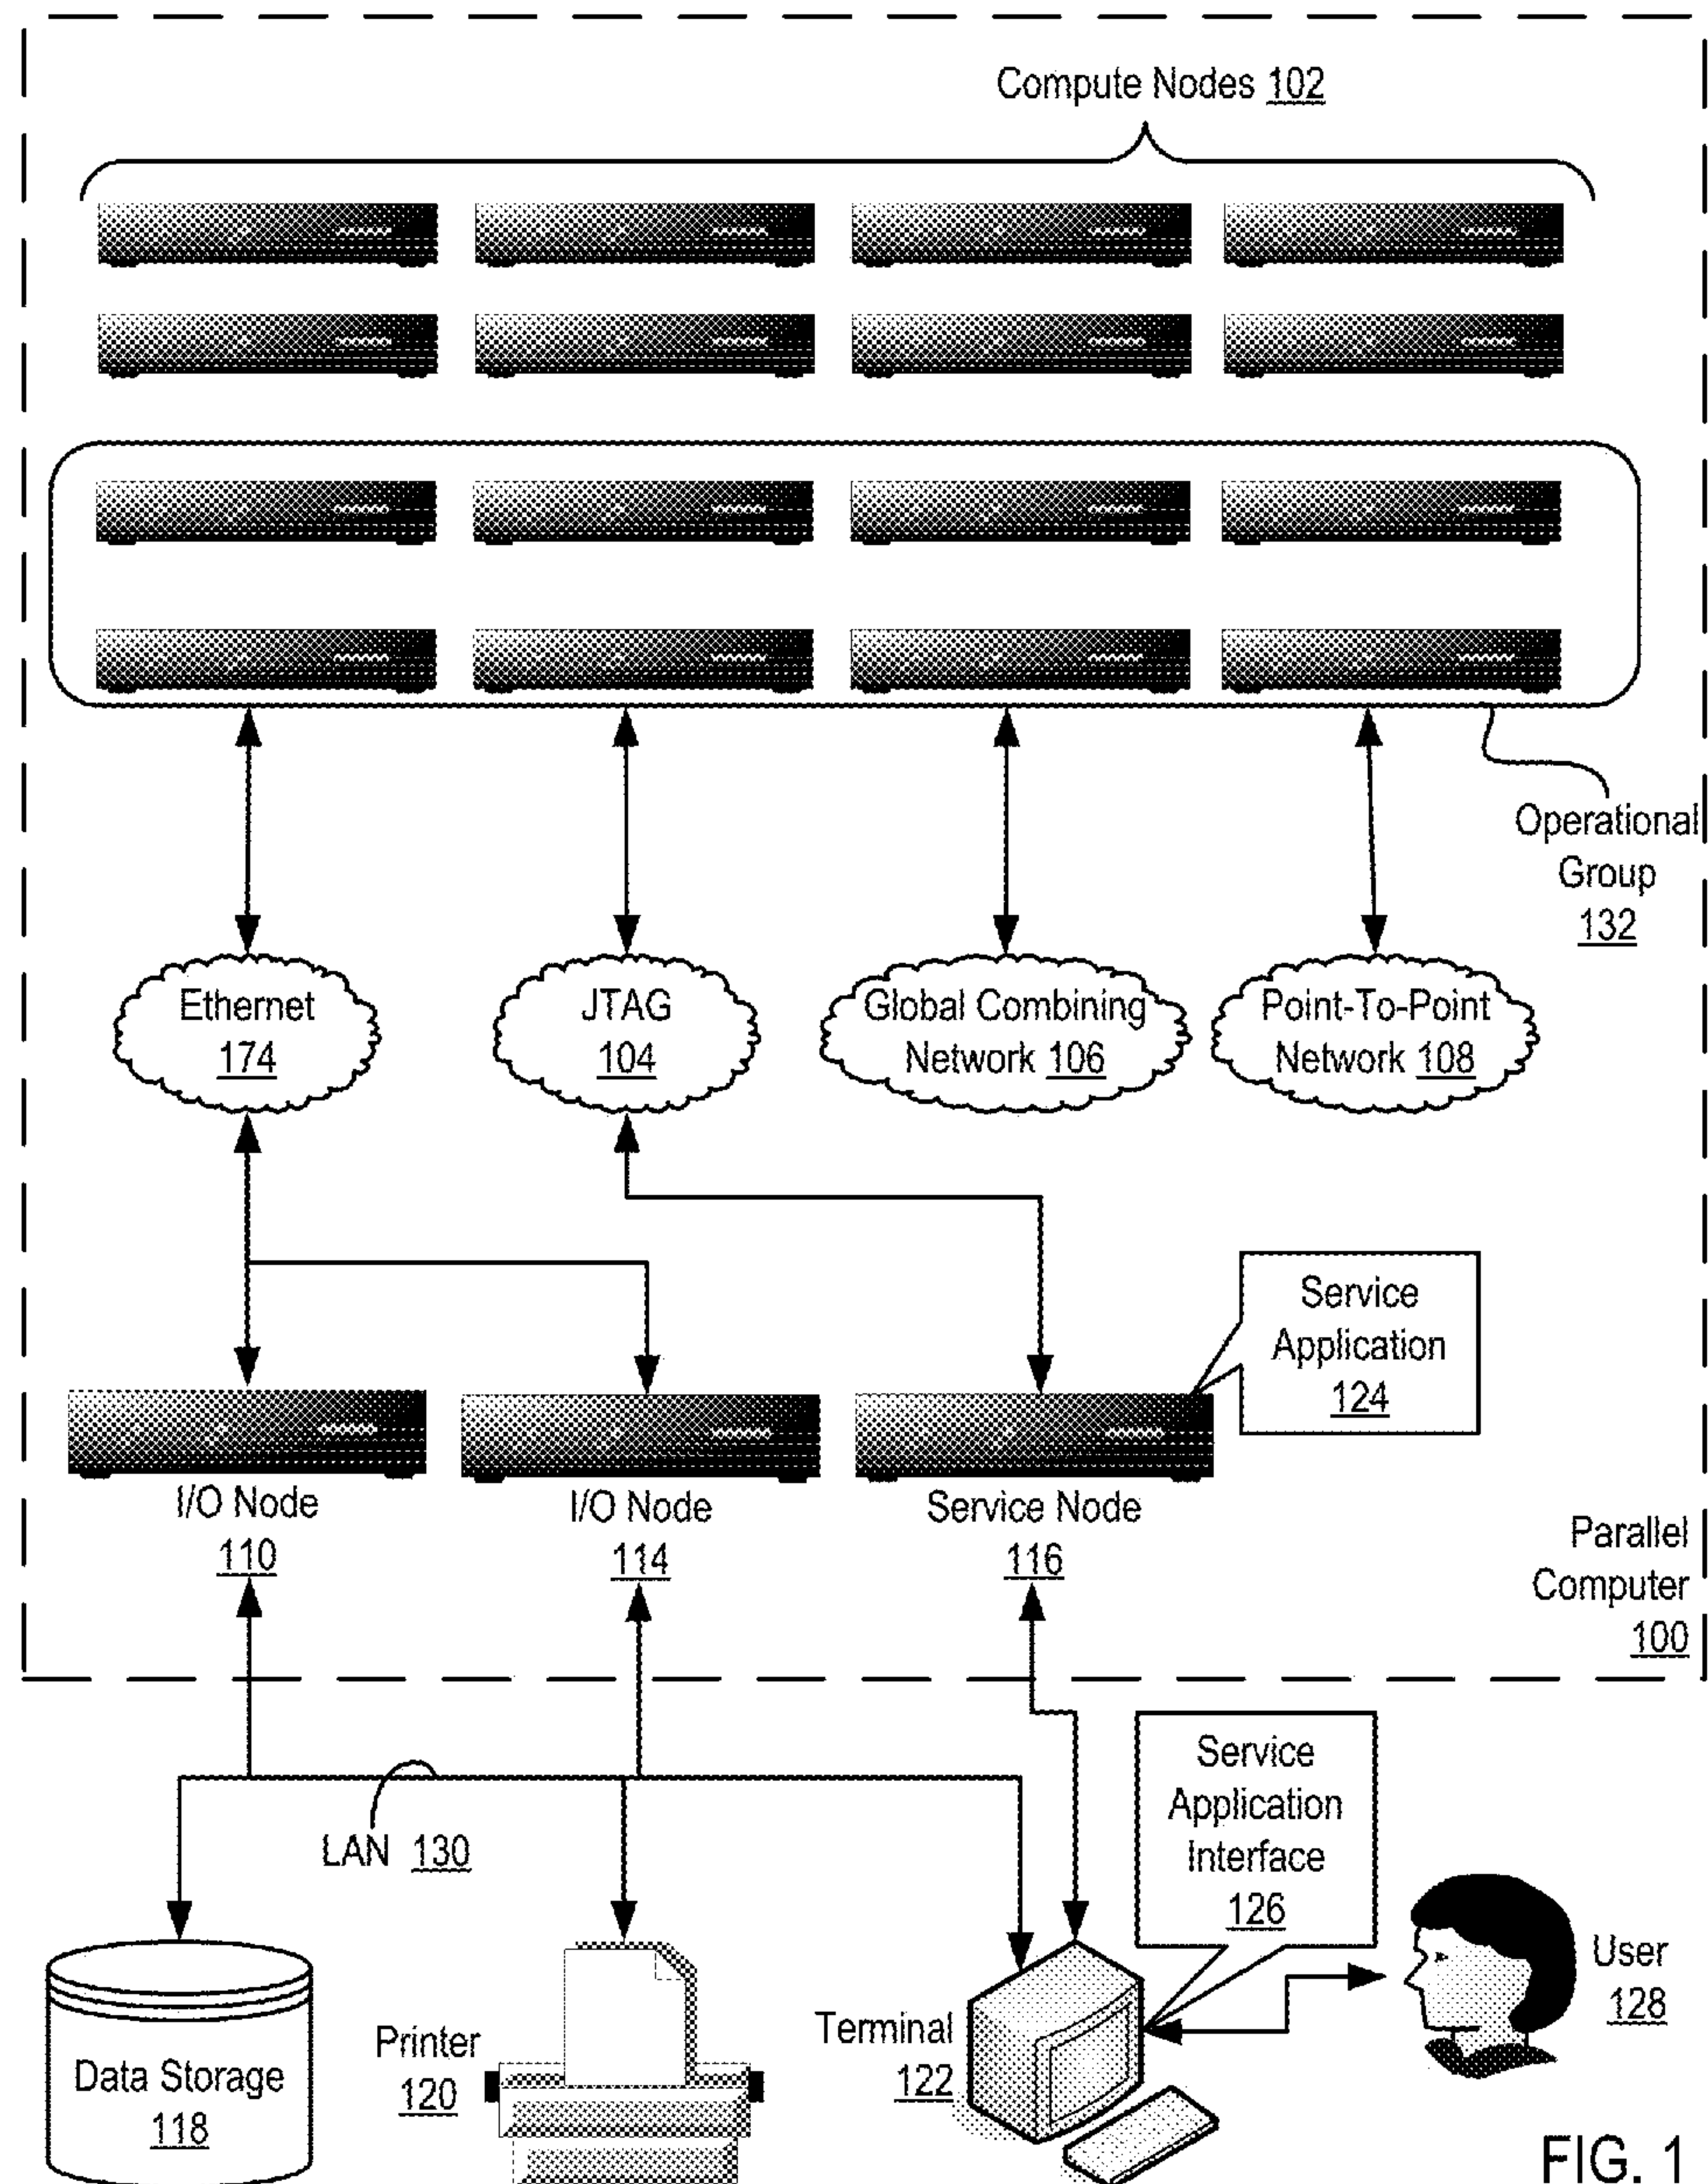 Compute Nodes 102
Operational
Group
132
Ethernet
174
JTAG
104
Global Combining
Network 106
Point-To-Point
Network 108
Service
Application
124
I/O Node
110
I/O Node
114
Service Node
116
Parallel
Computer
100
LAN 130
Service
Application
Interface
126
Data Storage
118
Printer
120
Terminal
122
User
128
FIG. 1